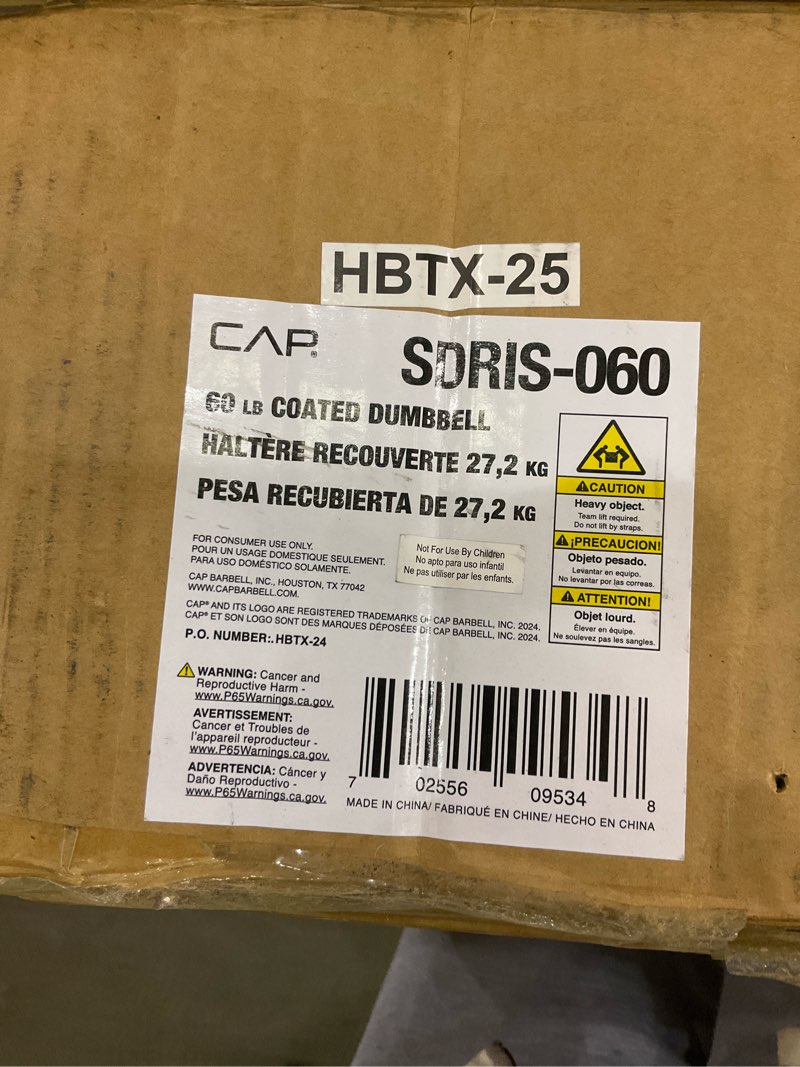 HBTX-25
CAP®
SDRIS-060
60 LB COATED DUMBBELL
HALTÈRE RECOUVERTE 27,2 KG
PESA RECUBIERTA DE 27,2 KG
FOR CONSUMER USE ONLY.
POUR UN USAGE DOMESTIQUE SEULEMENT.
PARA USO DOMÉSTICO SOLAMENTE.
CAP BARBELL, INC., HOUSTON, TX 77042
WWW.CAPBARBELL.COM.
Not For Use By Children
No apto para uso infantil
Ne pas utiliser par les enfants.
CAP® AND ITS LOGO ARE REGISTERED TRADEMARKS OF CAP BARBELL, INC. 2024.
CAP® ET SON LOGO SONT DES MARQUES DÉPOSÉES DE CAP BARBELL, INC. 2024.
P.O. NUMBER:.HBTX-24
CAUTION
Heavy object.
Team lift required.
Do not lift by straps.
¡PRECAUCION!
Objeto pesado.
Levantar en equipo.
No levantar por las correas.
ATTENTION!
Objet lourd.
Élever en équipe.
Ne soulevez pas les sangles.
WARNING: Cancer and
Reproductive Harm -
www.P65Warnings.ca.gov.
AVERTISSEMENT:
Cancer et Troubles de
l'appareil reproducteur -
www.P65Warnings.ca.gov.
ADVERTENCIA: Cáncer y
Daño Reproductivo -
www.P65Warnings.ca.gov.
7 02556 09534 8
MADE IN CHINA/ FABRIQUÉ EN CHINE/ HECHO EN CHINA